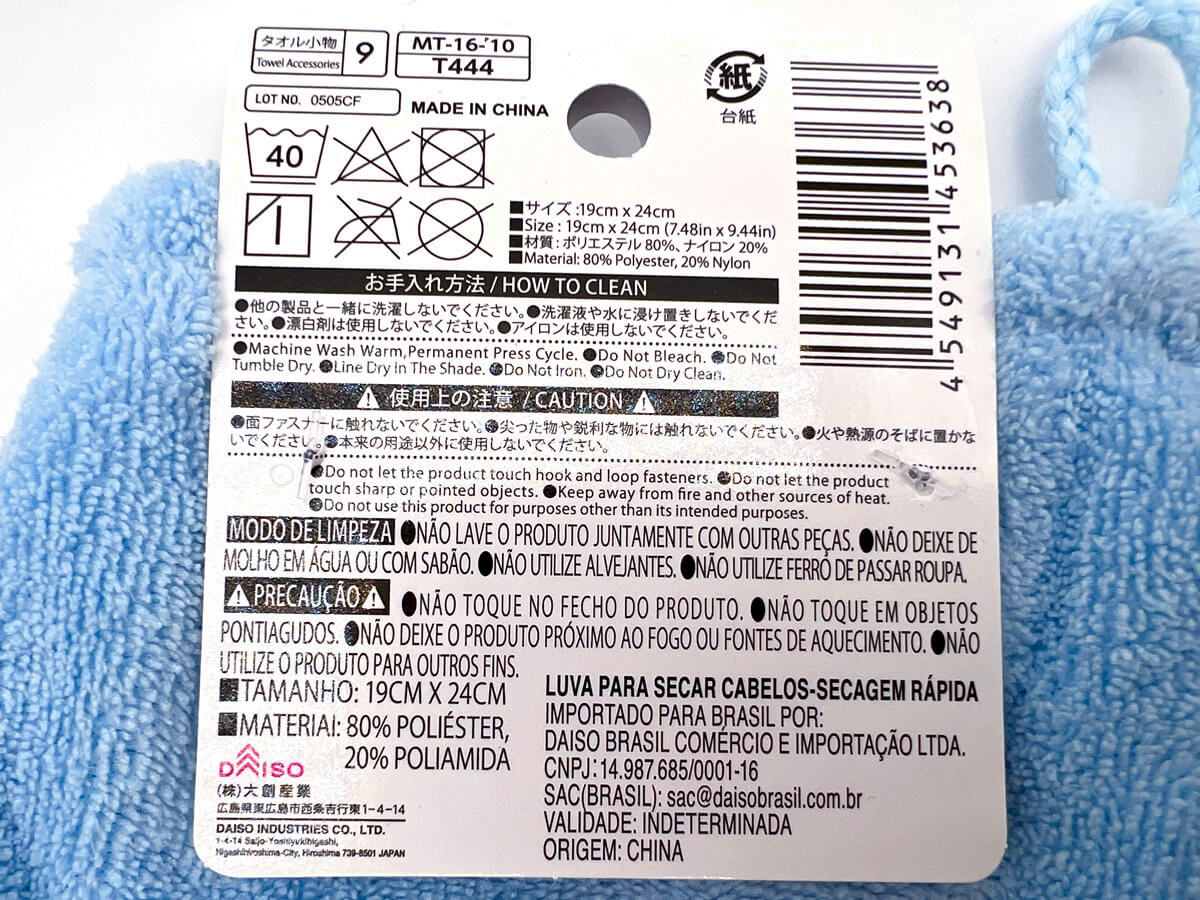 タオル小物
Towel Accessories
9
MT-16-'10
T444
LOT NO. 0505CF
MADE IN CHINA
紙
台紙
4 549131 453638
40
■サイズ:19cm x 24cm
■Size : 19cm x 24cm (7.48in x 9.44in)
■材質:ポリエステル 80%、ナイロン 20%
■Material: 80% Polyester, 20% Nylon
お手入れ方法 / HOW TO CLEAN
●他の製品と一緒に洗濯しないでください。●洗濯液や水に浸け置きしないでくだ
さい。●漂白剤は使用しないでください。●アイロンは使用しないでください。
●Machine Wash Warm,Permanent Press Cycle. ●Do Not Bleach. ●Do Not
Tumble Dry. ●Line Dry In The Shade. ●Do Not Iron. ●Do Not Dry Clean.
⚠ 使用上の注意 / CAUTION ⚠
●面ファスナーに触れないでください。●尖った物や鋭利な物には触れないでください。●火や熱源のそばに置かな
いでください。●本来の用途以外に使用しないでください。
●Do not let the product touch hook and loop fasteners. ●Do not let the product
touch sharp or pointed objects. ●Keep away from fire and other sources of heat.
●Do not use this product for purposes other than its intended purposes.
MODO DE LIMPEZA ●NÃO LAVE O PRODUTO JUNTAMENTE COM OUTRAS PEÇAS. ●NÃO DEIXE DE
MOLHO EM ÁGUA OU COM SABÃO. ●NÃO UTILIZE ALVEJANTES. ●NÃO UTILIZE FERRO DE PASSAR ROUPA.
⚠ PRECAUÇÃO ⚠ ●NÃO TOQUE NO FECHO DO PRODUTO. ●NÃO TOQUE EM OBJETOS
PONTIAGUDOS. ●NÃO DEIXE O PRODUTO PRÓXIMO AO FOGO OU FONTES DE AQUECIMENTO. ●NÃO
UTILIZE O PRODUTO PARA OUTROS FINS.
■TAMANHO: 19CM X 24CM
■MATERIAl: 80% POLIÉSTER,
20% POLIAMIDA
DAISO
(株)大創産業
広島県東広島市西条吉行東1-4-14
DAISO INDUSTRIES CO., LTD.
1-4-14 Saijo-Yoshiyukihigashi,
Higashihiroshima-City, Hiroshima 739-8501 JAPAN
LUVA PARA SECAR CABELOS-SECAGEM RÁPIDA
IMPORTADO PARA BRASIL POR:
DAISO BRASIL COMÉRCIO E IMPORTAÇÃO LTDA.
CNPJ:14.987.685/0001-16
SAC(BRASIL): sac@daisobrasil.com.br
VALIDADE: INDETERMINADA
ORIGEM: CHINA